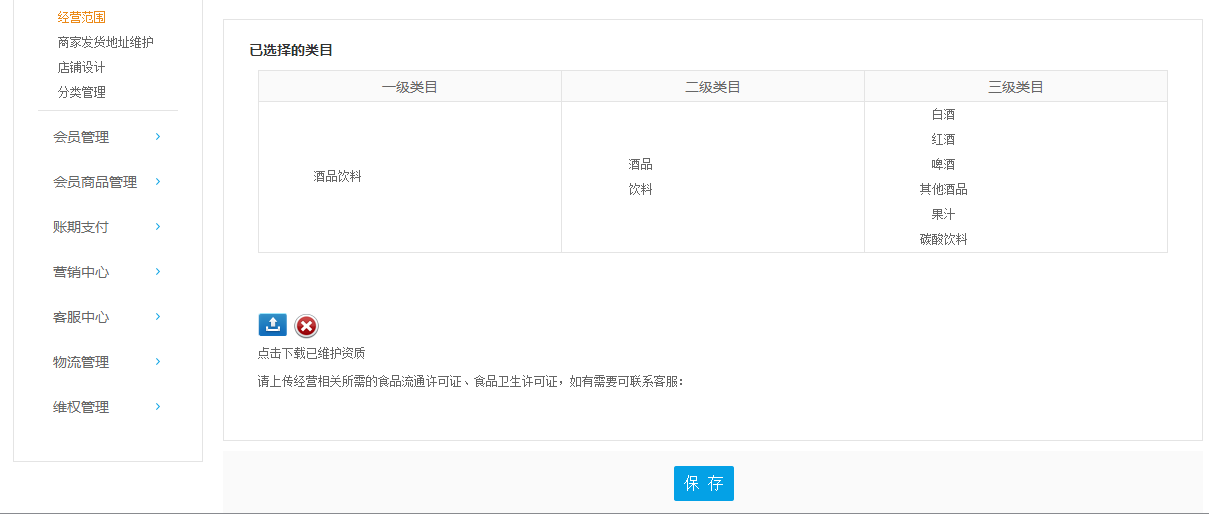 经营范围
商家发货地址维护
店铺设计
分类管理
会员管理
会员商品管理
账期支付
营销中心
客服中心
物流管理
维权管理
已选择的类目
一级类目 二级类目 三级类目
酒品饮料
酒品
饮料
白酒
红酒
啤酒
其他酒品
果汁
碳酸饮料
点击下载已维护资质
请上传经营相关所需的食品流通许可证、食品卫生许可证，如有需要可联系客服：
保 存